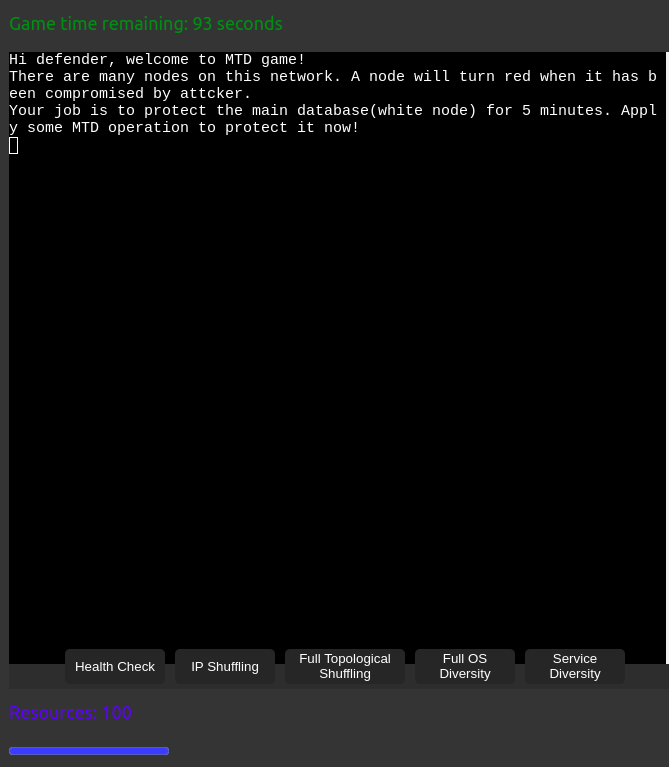 Game time remaining: 93 seconds
Hi defender, welcome to MTD game!
There are many nodes on this network. A node will turn red when it has b
een compromised by attcker.
Your job is to protect the main database(white node) for 5 minutes. Appl
y some MTD operation to protect it now!
Health Check
IP Shuffling
Full Topological
Shuffling
Full OS
Diversity
Service
Diversity
Resources: 100